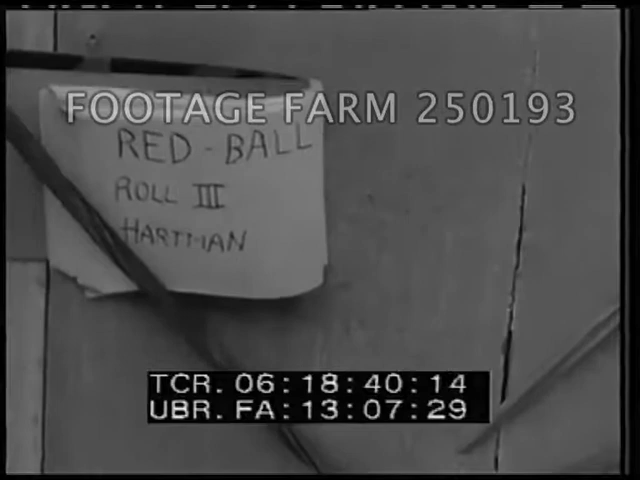 FOOTAGE FARM 250193
RED-BALL
ROLL III
HARTMAN
TCR. 06:18:40:14
UBR. FA:13:07:29